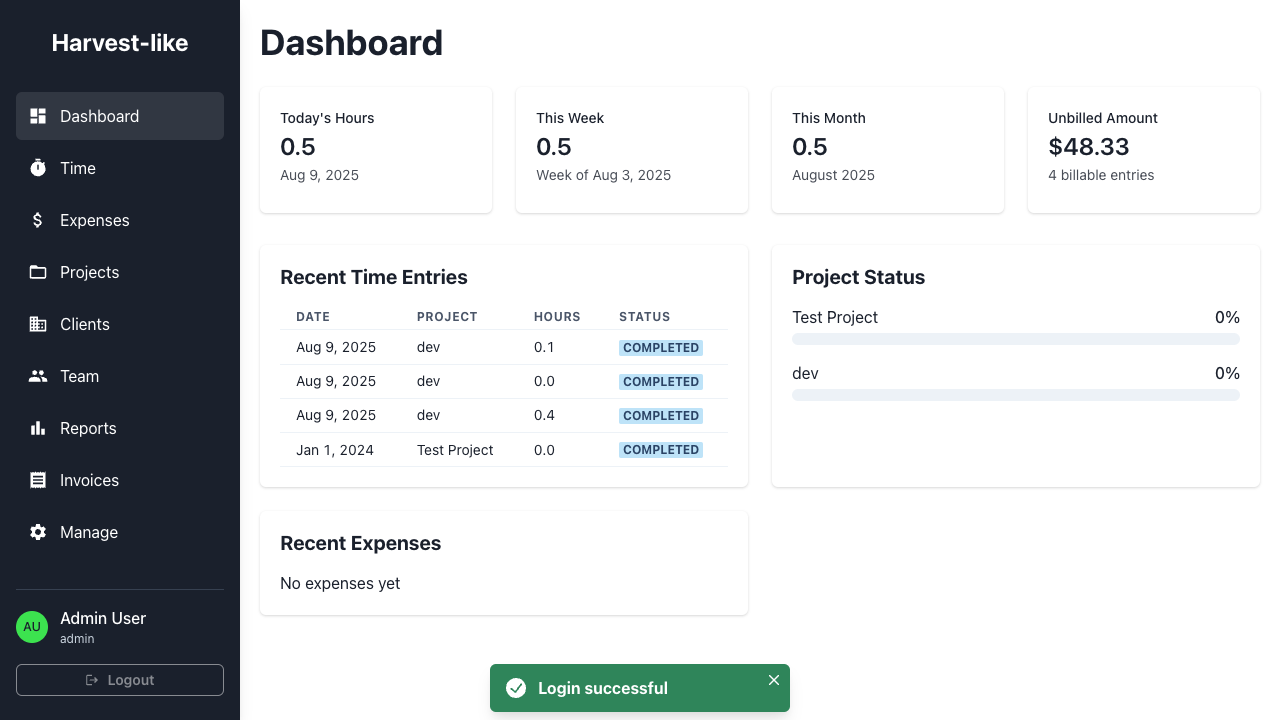 Harvest-like
Dashboard
Time
Expenses
Projects
Clients
Team
Reports
Invoices
Manage
AU
Admin User
admin
Logout
Dashboard
Today's Hours
0.5
Aug 9, 2025
This Week
0.5
Week of Aug 3, 2025
This Month
0.5
August 2025
Unbilled Amount
$48.33
4 billable entries
Recent Time Entries
DATE PROJECT HOURS STATUS
Aug 9, 2025 dev 0.1 COMPLETED
Aug 9, 2025 dev 0.0 COMPLETED
Aug 9, 2025 dev 0.4 COMPLETED
Jan 1, 2024 Test Project 0.0 COMPLETED
Project Status
Test Project 0%
dev 0%
Recent Expenses
No expenses yet
Login successful